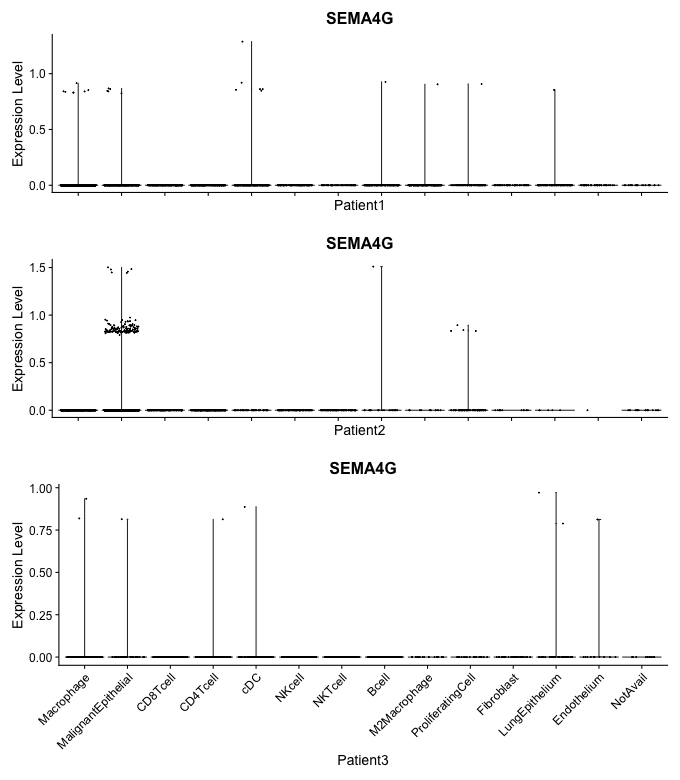 SEMA4G
Expression Level
1.0
0.5
0.0
Patient1
SEMA4G
Expression Level
1.5
1.0
0.5
0.0
Patient2
SEMA4G
Expression Level
1.00
0.75
0.50
0.25
0.00
Macrophage
MalignantEpithelial
CD8Tcell
CD4Tcell
cDC
NKcell
NKTcell
Bcell
M2Macrophage
ProliferatingCell
Fibroblast
LungEpithelium
Endothelium
NotAvail
Patient3